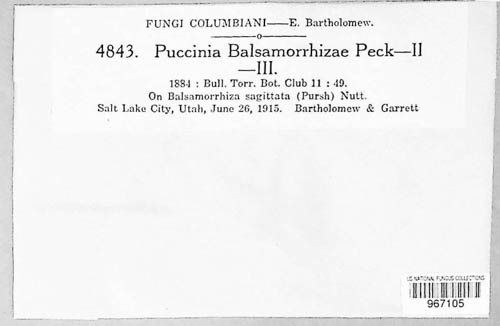 FUNGI COLUMBIANI——E. Bartholomew.
——o——
4843. Puccinia Balsamorrhizae Peck—II
—III.
1884 : Bull. Torr. Bot. Club 11 : 49.
On Balsamorrhiza sagittata (Pursh) Nutt.
Salt Lake City, Utah, June 26, 1915. Bartholomew & Garrett
US NATIONAL FUNGUS COLLECTIONS
967105